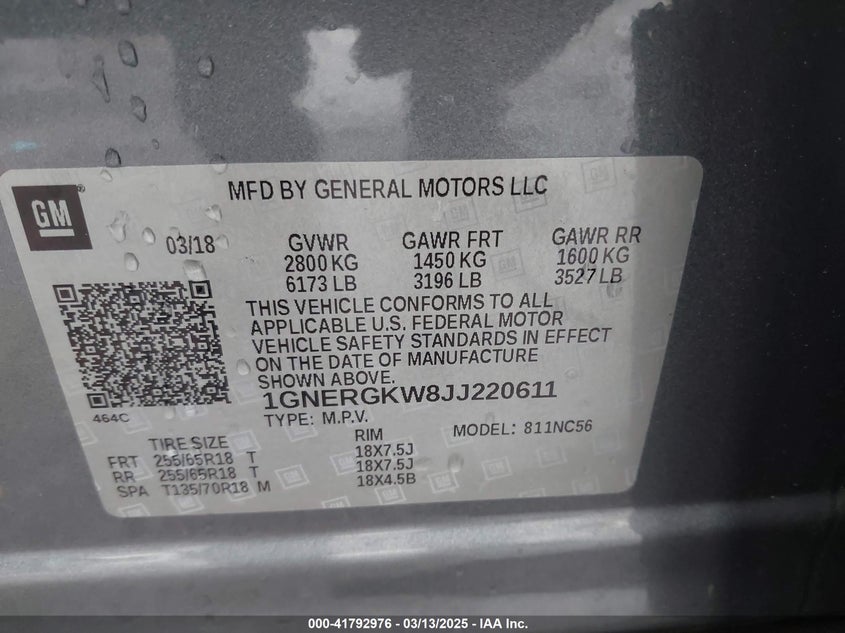 GM®
MFD BY GENERAL MOTORS LLC
03/18
GVWR GAWR FRT GAWR RR
2800 KG 1450 KG 1600 KG
6173 LB 3196 LB 3527 LB
THIS VEHICLE CONFORMS TO ALL
APPLICABLE U.S. FEDERAL MOTOR
VEHICLE SAFETY STANDARDS IN EFFECT
ON THE DATE OF MANUFACTURE
SHOWN ABOVE.
464C
1GNERGKW8JJ220611
TYPE: M.P.V. MODEL: 811NC56
TIRE SIZE RIM
FRT 255/65R18 T 18X7.5J
RR 255/65R18 T 18X7.5J
SPA T135/70R18 M 18X4.5B
000-41792976 — 03/13/2025 — IAA Inc.